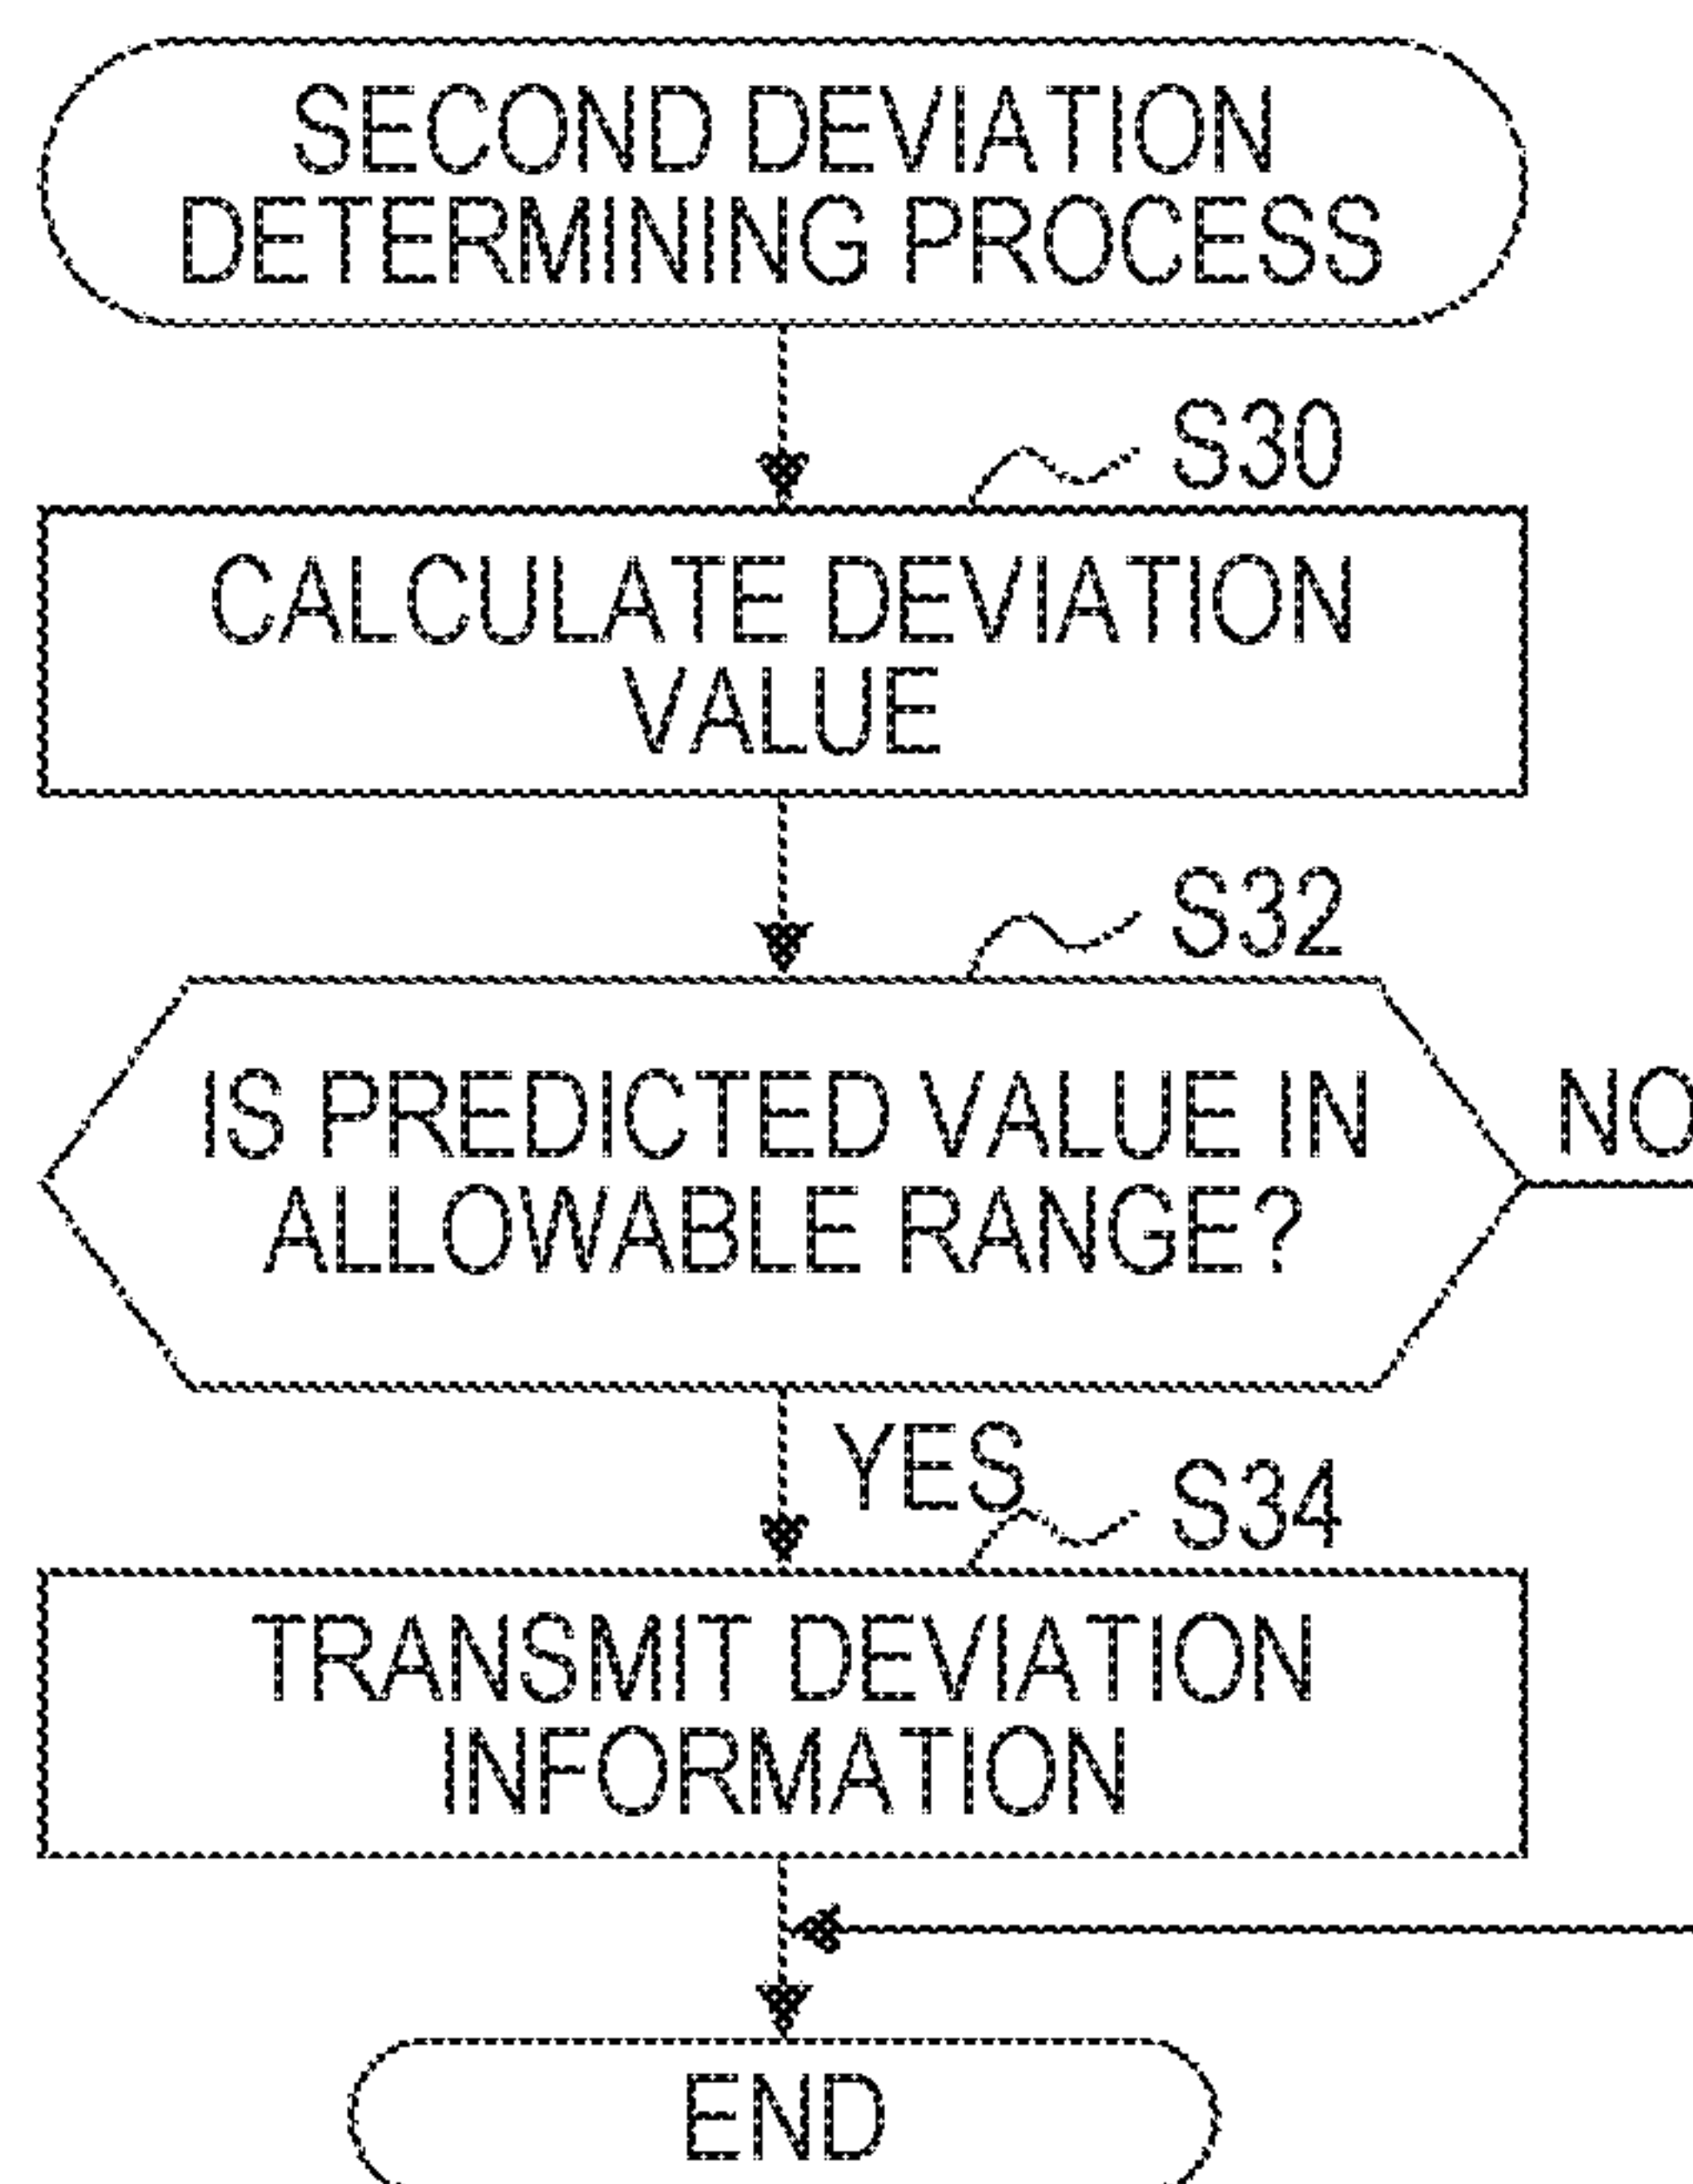 SECOND DEVIATION
DETERMINING PROCESS
S30
CALCULATE DEVIATION
VALUE
S32
IS PREDICTED VALUE IN
ALLOWABLE RANGE?
NO
YES
S34
TRANSMIT DEVIATION
INFORMATION
END